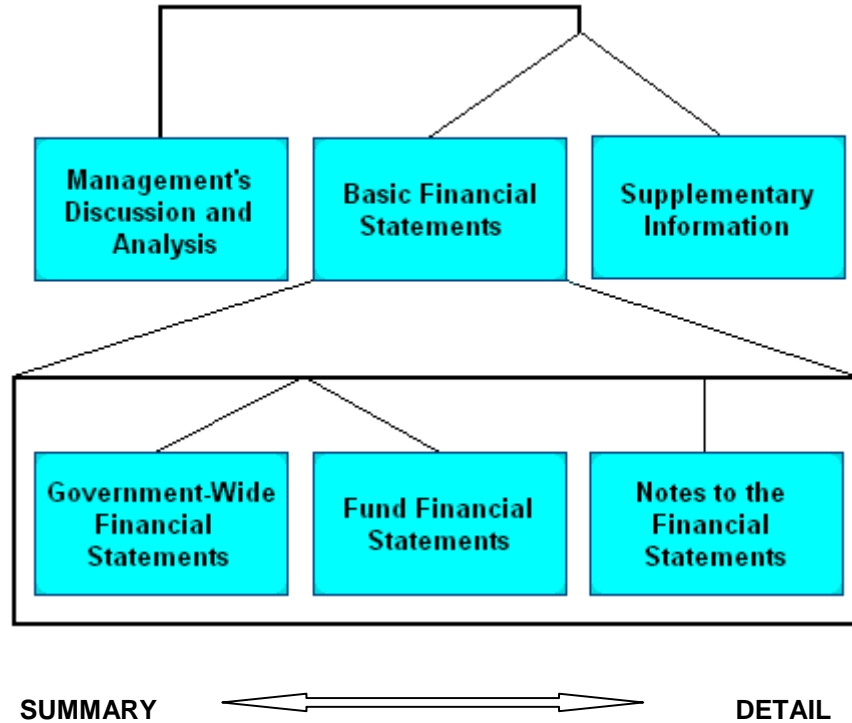 Management's
Discussion and
Analysis
Basic Financial
Statements
Supplementary
Information
Government-Wide
Financial
Statements
Fund Financial
Statements
Notes to the
Financial
Statements
SUMMARY
DETAIL